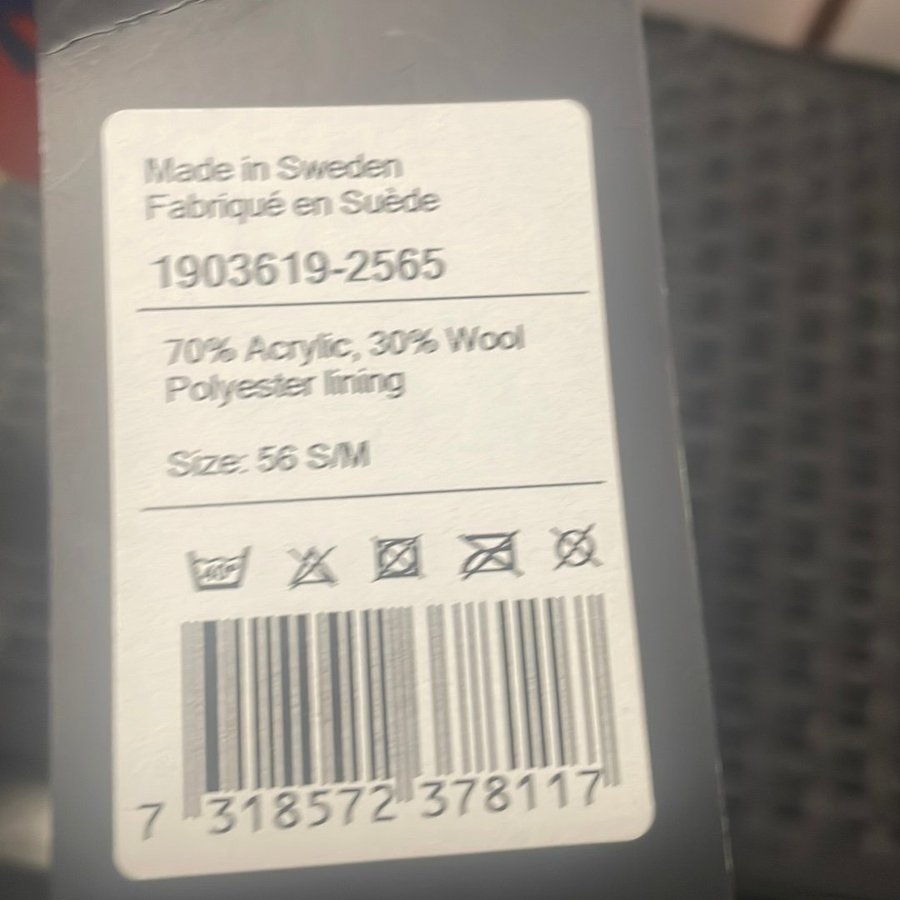 Made in Sweden
Fabriqué en Suède
1903619-2565
70% Acrylic, 30% Wool
Polyester lining
Size: 56 S/M
7 318572 378117